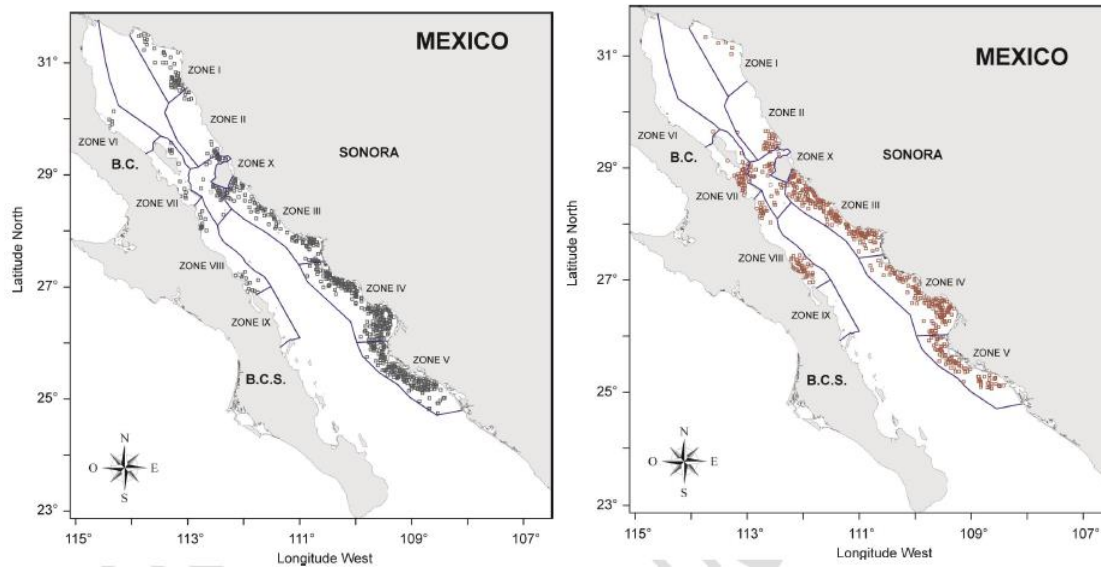 MEXICO
31°
ZONE I
ZONE II
ZONE VI
SONORA
B.C.
ZONE X
29°
ZONE VII
ZONE III
Latitude North
ZONE VIII
27°
ZONE IV
ZONE IX
ZONE V
B.C.S.
25°
N
O E
S
23°
115° 113° 111° 109° 107°
Longitude West
MEXICO
31°
ZONE I
ZONE II
ZONE VI
SONORA
B.C.
ZONE X
29°
ZONE VII
ZONE III
Latitude North
ZONE VIII
27°
ZONE IV
ZONE IX
ZONE V
B.C.S.
25°
N
O E
S
23°
115° 113° 111° 109° 107°
Longitude West